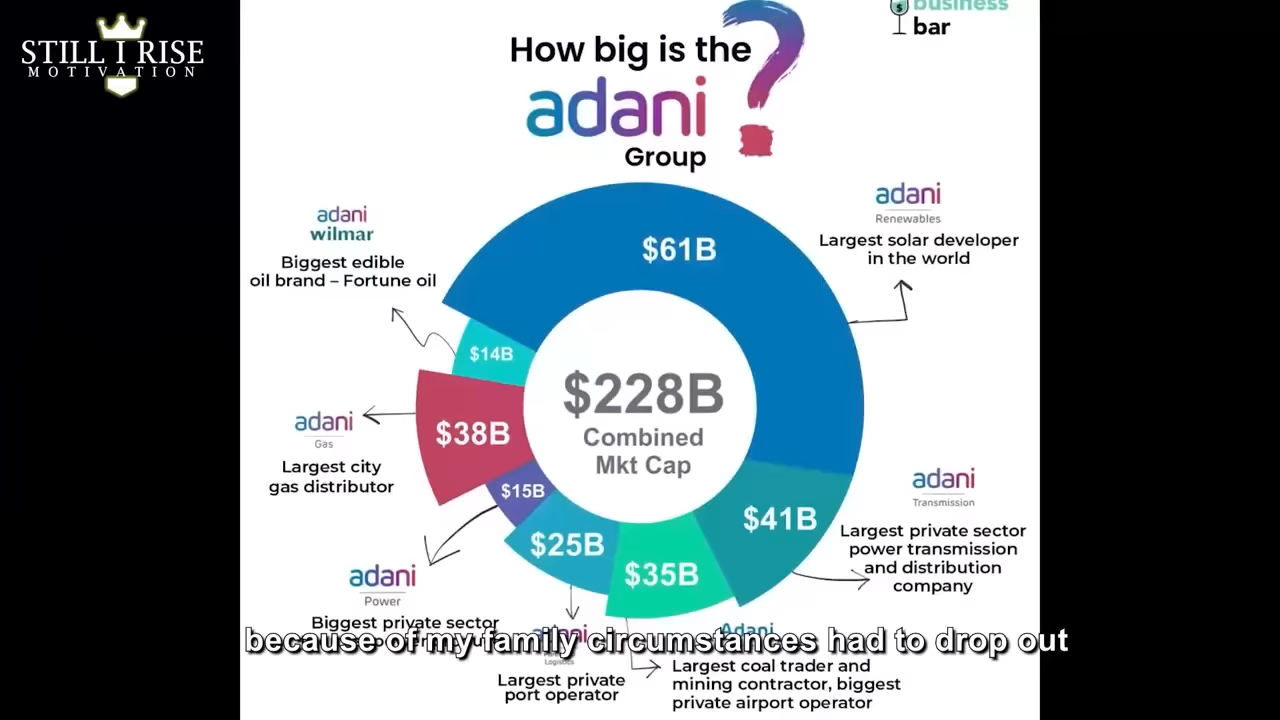 STILL I RISE
MOTIVATION
business
bar
How big is the
adani
Group
?
adani
wilmar
Biggest edible
oil brand – Fortune oil
$61B
adani
Renewables
Largest solar developer
in the world
$14B
$228B
Combined
Mkt Cap
adani
Gas
Largest city
gas distributor
$38B
$15B
$25B
$35B
$41B
adani
Transmission
Largest private sector
power transmission
and distribution
company
adani
Power
Biggest private sector
because of my family circumstances had to drop out
adani
Logistics
Largest private
port operator
Adani
Largest coal trader and
mining contractor, biggest
private airport operator